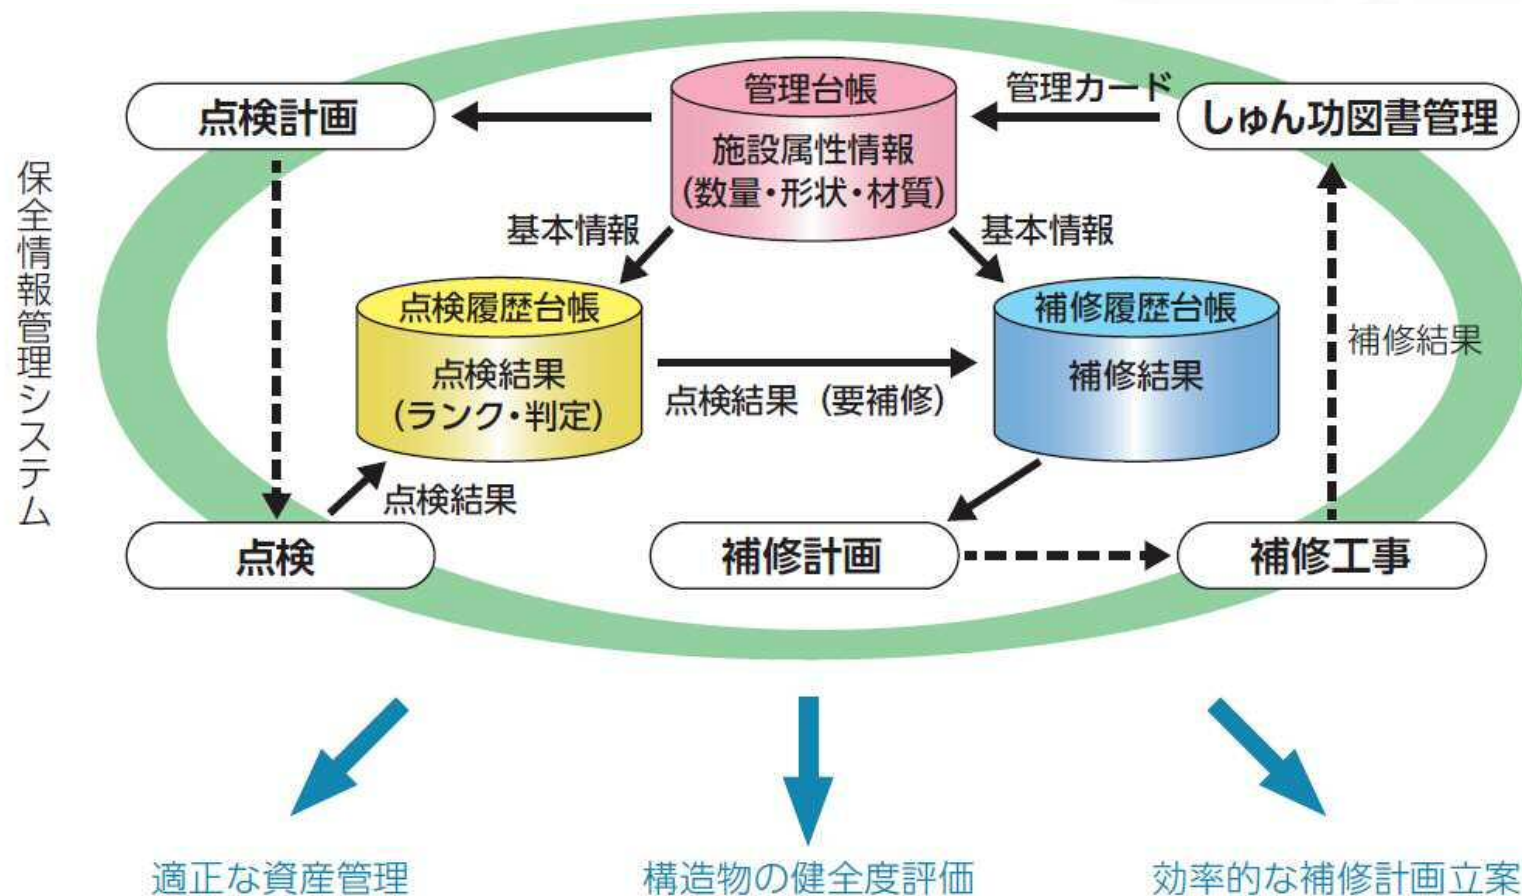 保全情報管理システム
管理台帳
管理カード
点検計画
しゅん功図書管理
施設属性情報
(数量・形状・材質)
基本情報
基本情報
点検履歴台帳
補修履歴台帳
点検結果
(ランク・判定)
補修結果
補修結果
点検結果（要補修）
点検結果
点検
補修計画
補修工事
適正な資産管理
構造物の健全度評価
効率的な補修計画立案